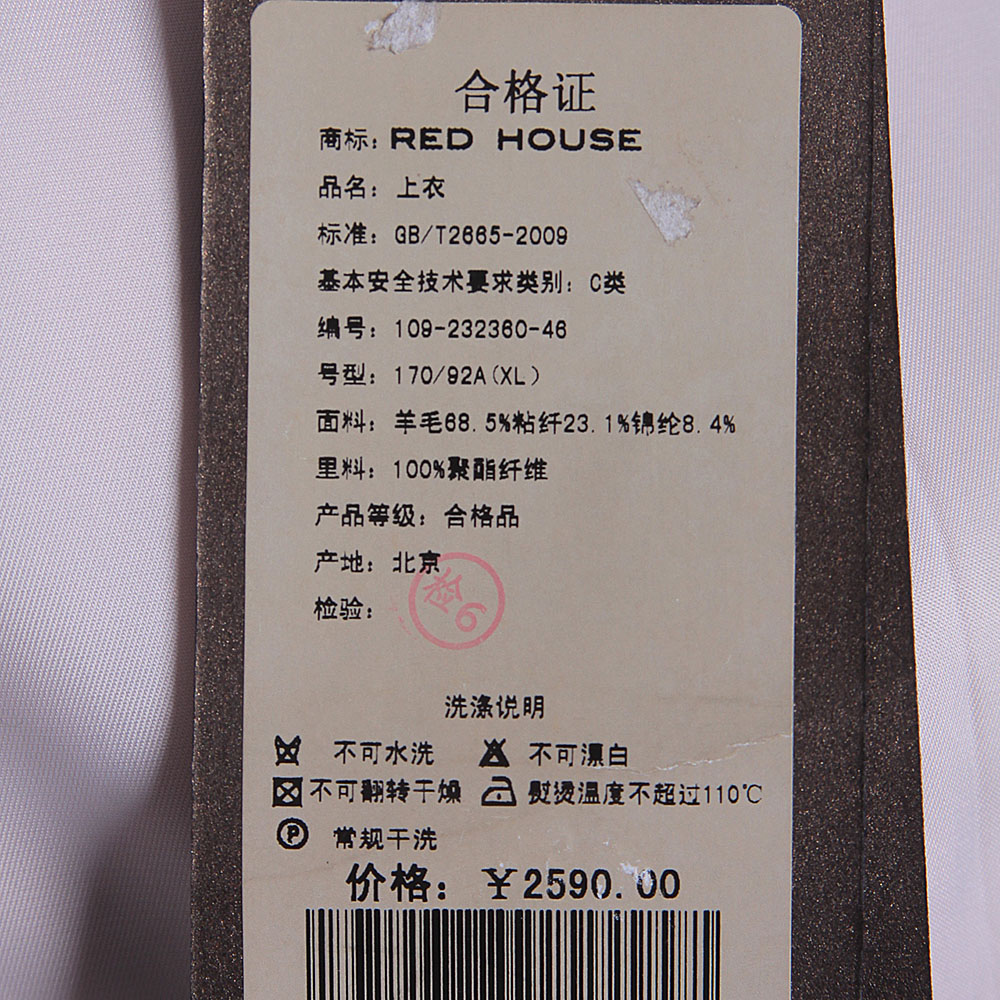 合格证
商标：RED HOUSE
品名：上衣
标准：GB/T2665-2009
基本安全技术要求类别：C类
编号：109-232360-46
号型：170/92A(XL)
面料：羊毛68.5%粘纤23.1%锦纶8.4%
里料：100%聚酯纤维
产品等级：合格品
产地：北京
检验：
检6
洗涤说明
不可水洗 不可漂白
不可翻转干燥 熨烫温度不超过110℃
P 常规干洗
价格：￥2590.00